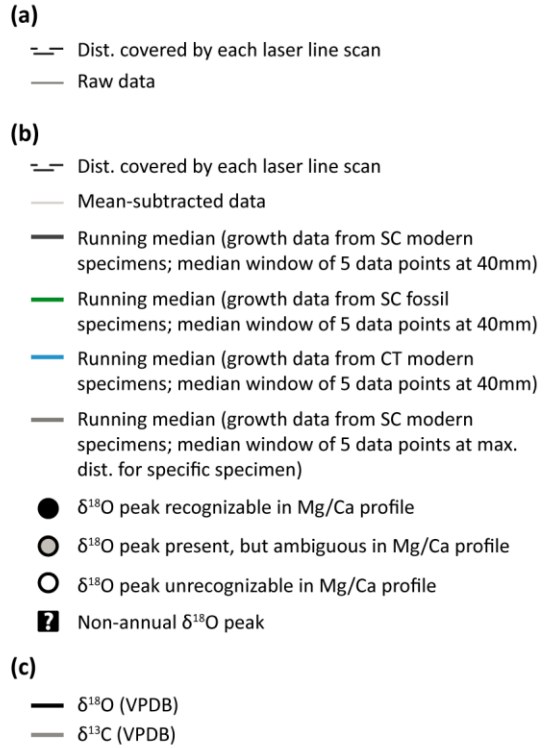 (a)
Dist. covered by each laser line scan
Raw data
(b)
Dist. covered by each laser line scan
Mean-subtracted data
Running median (growth data from SC modern
specimens; median window of 5 data points at 40mm)
Running median (growth data from SC fossil
specimens; median window of 5 data points at 40mm)
Running median (growth data from CT modern
specimens; median window of 5 data points at 40mm)
Running median (growth data from SC modern
specimens; median window of 5 data points at max.
dist. for specific specimen)
δ¹⁸O peak recognizable in Mg/Ca profile
δ¹⁸O peak present, but ambiguous in Mg/Ca profile
δ¹⁸O peak unrecognizable in Mg/Ca profile
? Non-annual δ¹⁸O peak
(c)
δ¹⁸O (VPDB)
δ¹³C (VPDB)